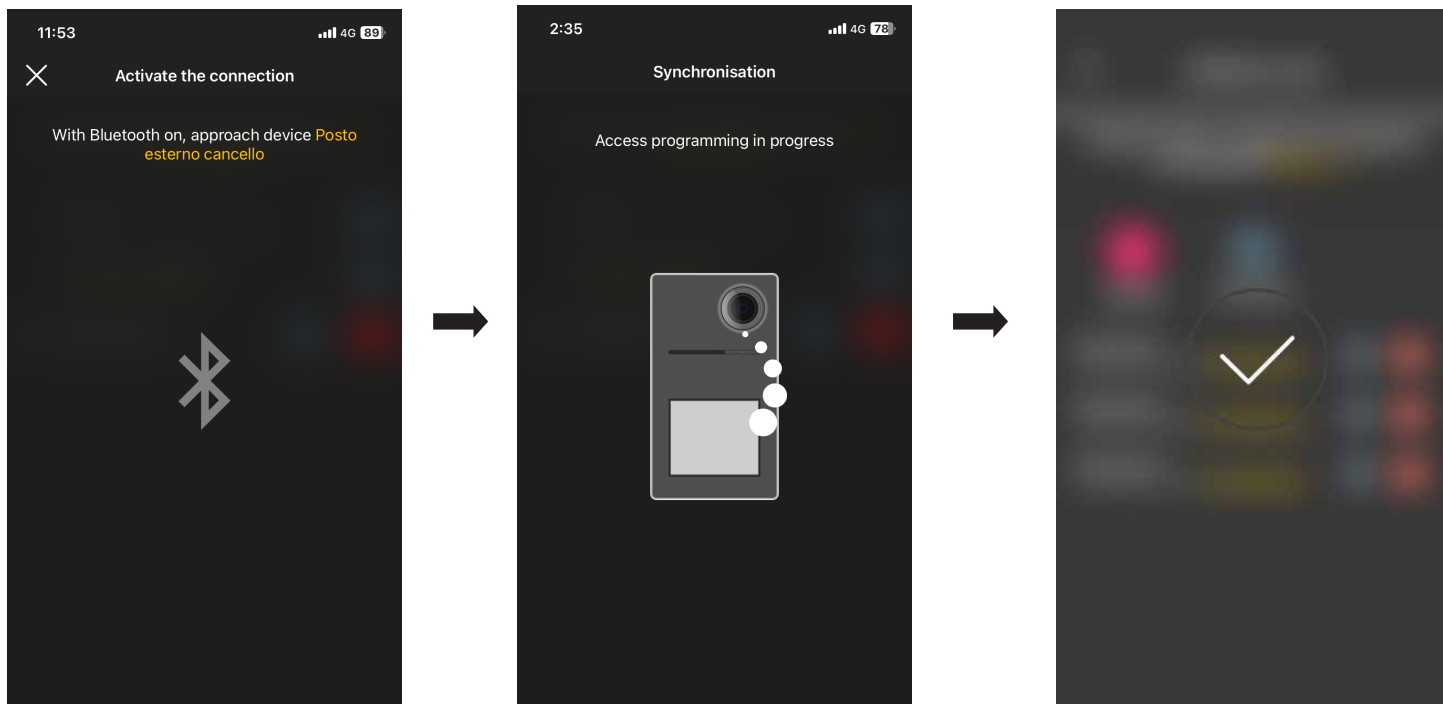 11:53
4G 89
Activate the connection
With Bluetooth on, approach device Posto
esterno cancello
2:35
4G 78
Synchronisation
Access programming in progress